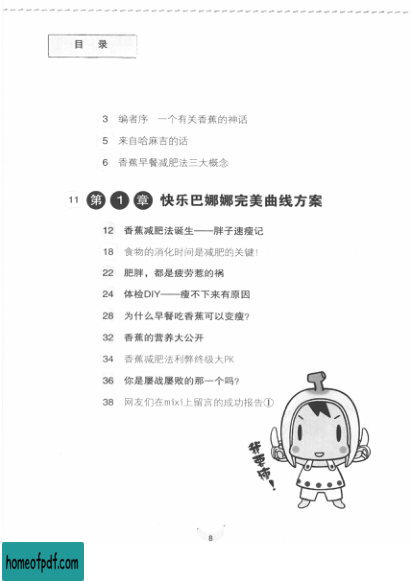 目 录
3 编者序 一个有关香蕉的神话
5 来自哈麻吉的话
6 香蕉早餐减肥法三大概念
11 第1章 快乐巴娜娜完美曲线方案
12 香蕉减肥法诞生——胖子速瘦记
18 食物的消化时间是减肥的关键!
22 肥胖，都是疲劳惹的祸
24 体检DIY——瘦不下来有原因
28 为什么早餐吃香蕉可以变瘦?
32 香蕉的营养大公开
34 香蕉减肥法利弊终级大PK
36 你是屡战屡败的那一个吗?
38 网友们在mixi上留言的成功报告①
我要瘦!
8
homeofpdf.com